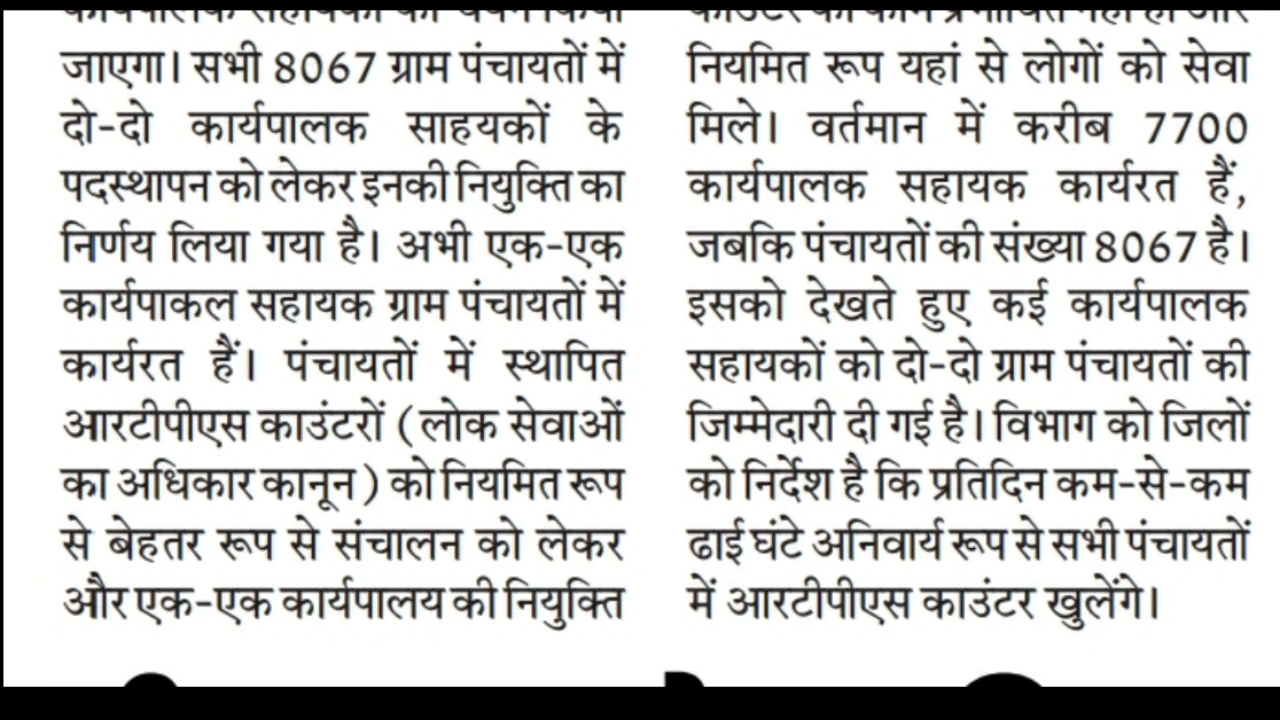 जाएगा। सभी 8067 ग्राम पंचायतों में
दो-दो कार्यपालक साहयकों के
पदस्थापन को लेकर इनकी नियुक्ति का
निर्णय लिया गया है। अभी एक-एक
कार्यपाकल सहायक ग्राम पंचायतों में
कार्यरत हैं। पंचायतों में स्थापित
आरटीपीएस काउंटरों (लोक सेवाओं
का अधिकार कानून) को नियमित रूप
से बेहतर रूप से संचालन को लेकर
और एक-एक कार्यपालय की नियुक्ति
नियमित रूप यहां से लोगों को सेवा
मिले। वर्तमान में करीब 7700
कार्यपालक सहायक कार्यरत हैं,
जबकि पंचायतों की संख्या 8067 है।
इसको देखते हुए कई कार्यपालक
सहायकों को दो-दो ग्राम पंचायतों की
जिम्मेदारी दी गई है। विभाग को जिलों
को निर्देश है कि प्रतिदिन कम-से-कम
ढाई घंटे अनिवार्य रूप से सभी पंचायतों
में आरटीपीएस काउंटर खुलेंगे।